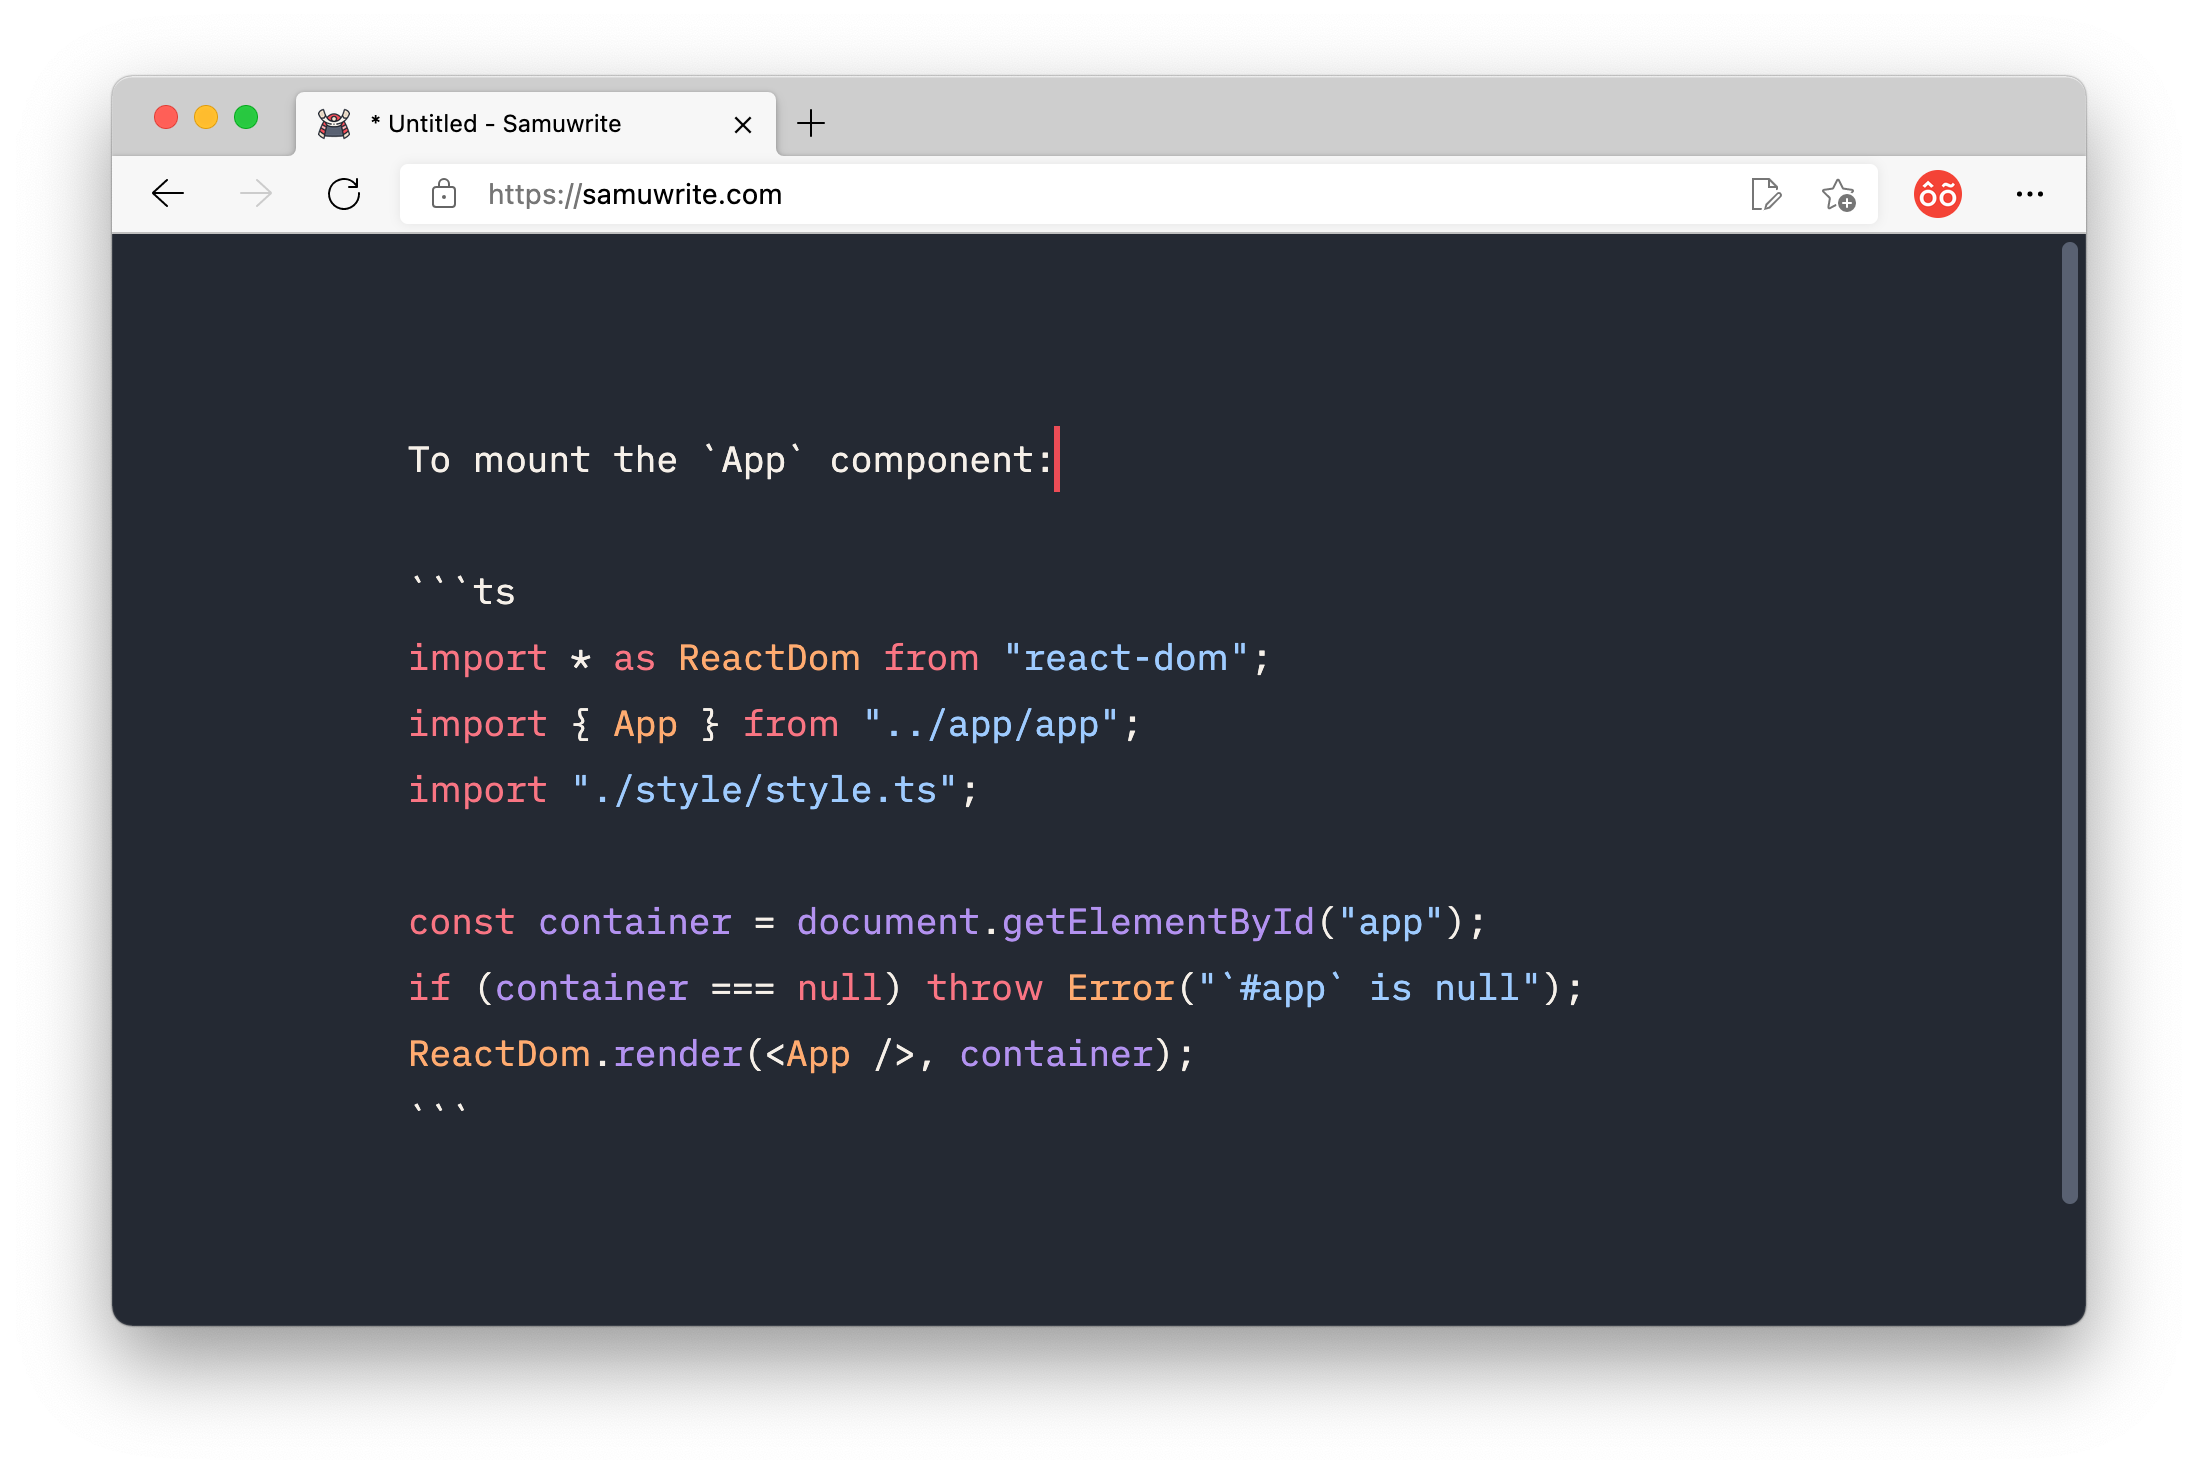 * Untitled - Samuwrite
https://samuwrite.com
ôõ
To mount the `App` component:
```ts
import * as ReactDom from "react-dom";
import { App } from "../app/app";
import "./style/style.ts";
const container = document.getElementById("app");
if (container === null) throw Error("`#app` is null");
ReactDom.render(<App />, container);
```